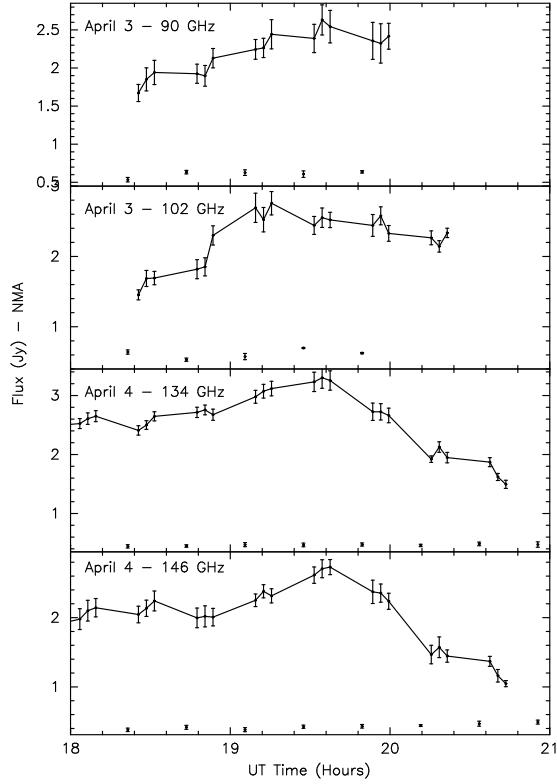 April 3 – 90 GHz
2.5
2
1.5
1
0.5
April 3 – 102 GHz
3
2
1
April 4 – 134 GHz
3
2
1
April 4 – 146 GHz
2
1
18
19
20
21
UT Time (Hours)
Flux (Jy) – NMA